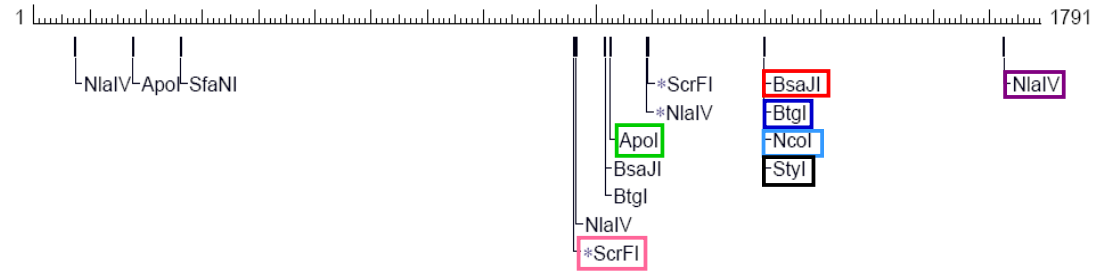 1 1791
NlaIV ApoI SfaNI *ScrFI BsaJI NlaIV
*NlaIV BtgI
ApoI NcoI
BsaJI StyI
BtgI
NlaIV
*ScrFI